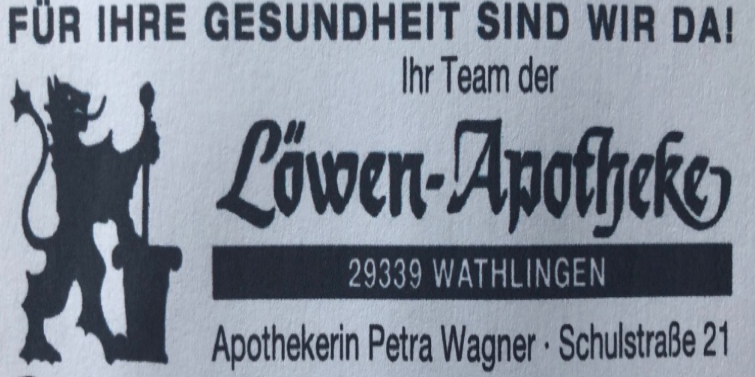 FÜR IHRE GESUNDHEIT SIND WIR DA!
Ihr Team der
Löwen-Apotheke
29339 WATHLINGEN
Apothekerin Petra Wagner · Schulstraße 21